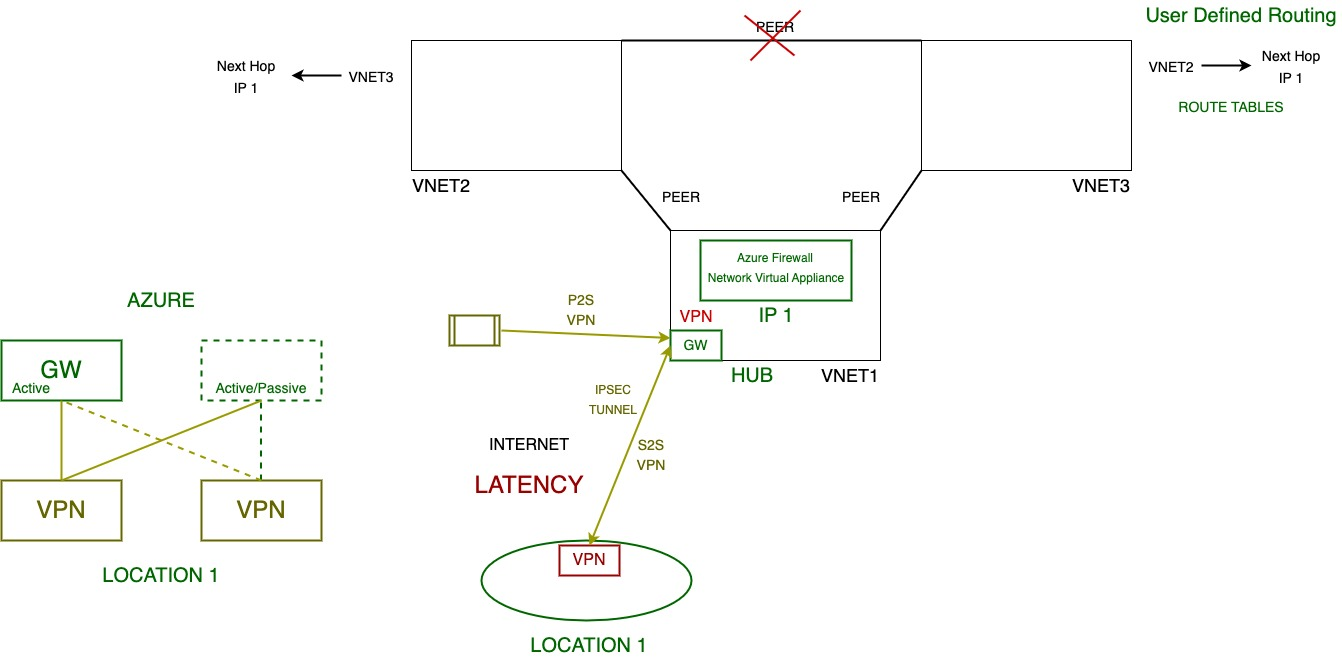 PEER
User Defined Routing
Next Hop
IP 1
VNET3
VNET2
Next Hop
IP 1
ROUTE TABLES
VNET2
VNET3
PEER
PEER
Azure Firewall
Network Virtual Appliance
IP 1
VPN
GW
HUB
VNET1
P2S
VPN
IPSEC
TUNNEL
INTERNET
S2S
VPN
LATENCY
VPN
LOCATION 1
AZURE
GW
Active
Active/Passive
VPN
VPN
LOCATION 1